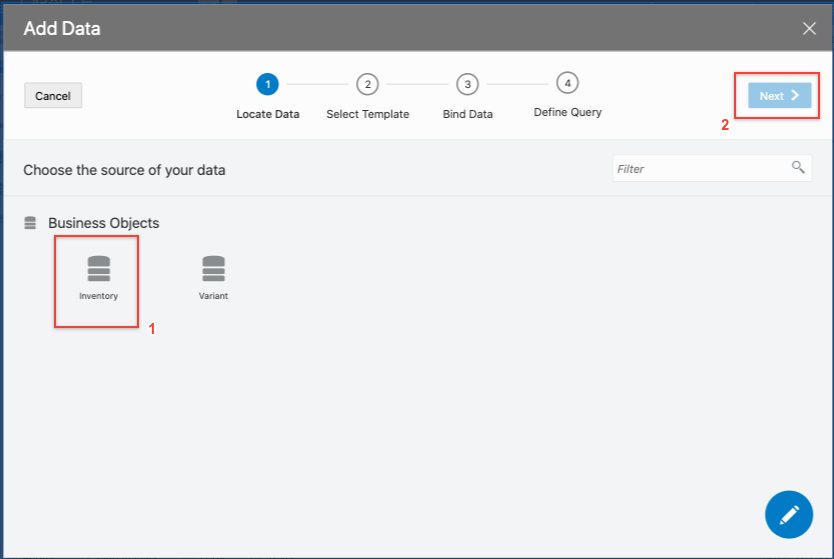 Add Data
Cancel
1
2
3
4
Next
Locate Data
Select Template
Bind Data
Define Query
2
Choose the source of your data
Filter
Business Objects
Inventory
Variant
1